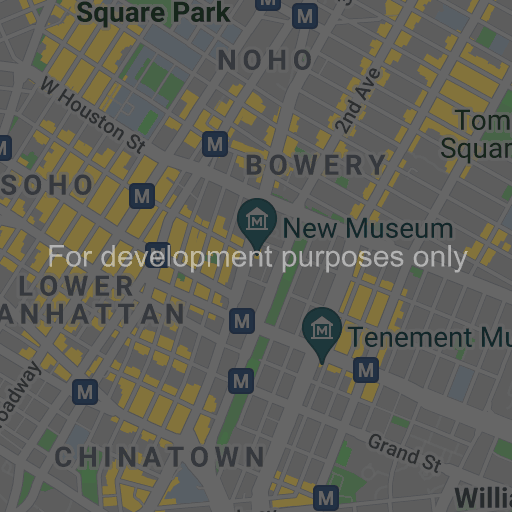 Square Park
NOHO
W Houston St
2nd Ave
Tom
Squar
M
M
M
BOWERY
SOHO
M
M
New Museum
M
For development purposes only
LOWER
ANHATTAN
M
Tenement Mu
M
M
M
oadway
CHINATOWN
Grand St
M
Willia